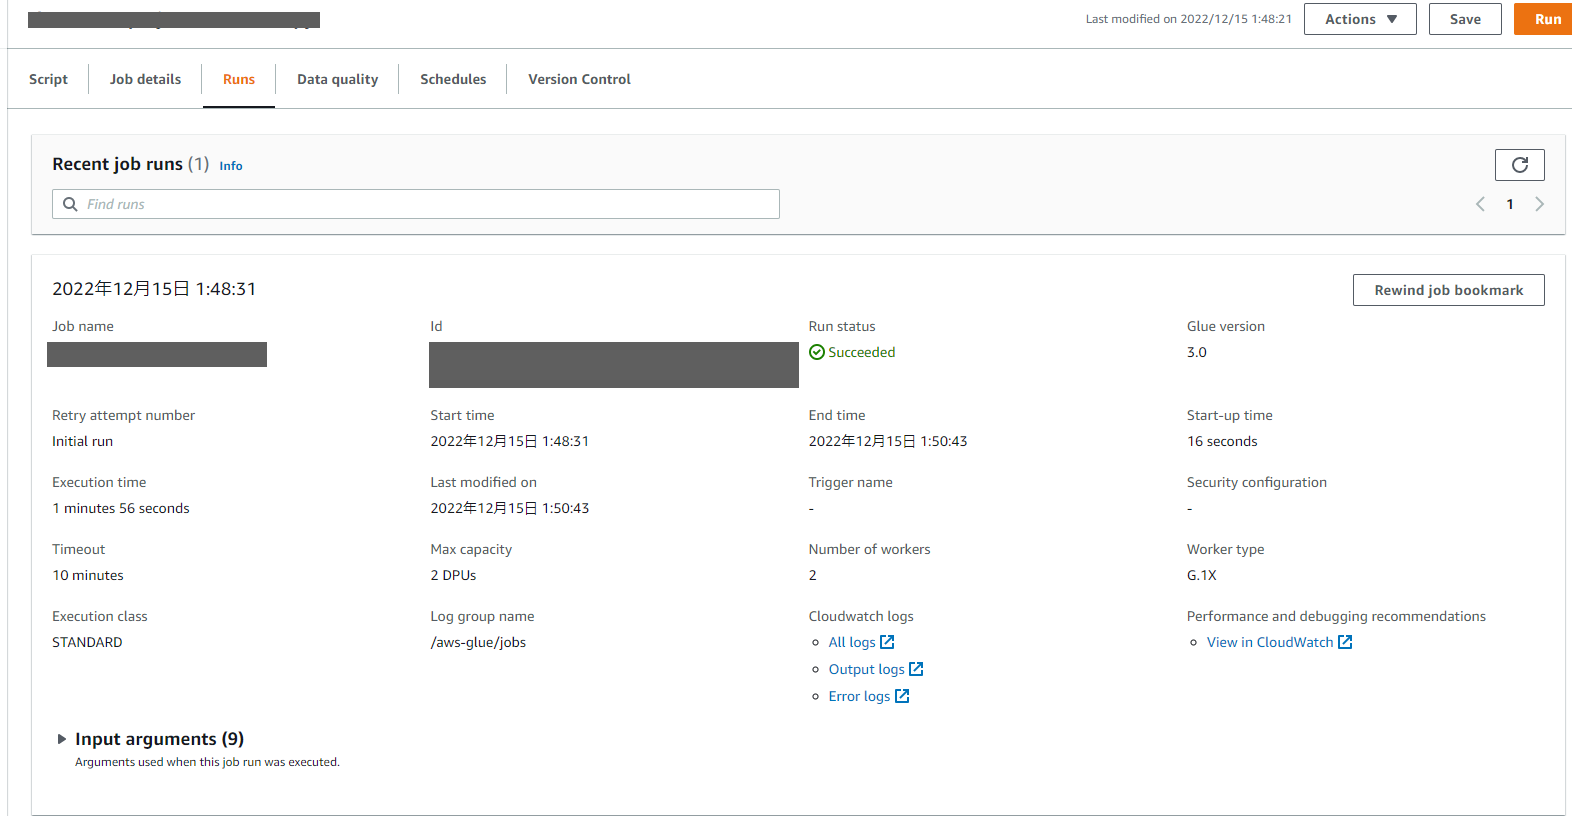 Last modified on 2022/12/15 1:48:21
Actions
Save
Run
Script
Job details
Runs
Data quality
Schedules
Version Control
Recent job runs (1) Info
Find runs
1
2022年12月15日 1:48:31
Rewind job bookmark
Job name
Id
Run status
Glue version
Succeeded
3.0
Retry attempt number
Start time
End time
Start-up time
Initial run
2022年12月15日 1:48:31
2022年12月15日 1:50:43
16 seconds
Execution time
Last modified on
Trigger name
Security configuration
1 minutes 56 seconds
2022年12月15日 1:50:43
-
-
Timeout
Max capacity
Number of workers
Worker type
10 minutes
2 DPUs
2
G.1X
Execution class
Log group name
Cloudwatch logs
Performance and debugging recommendations
STANDARD
/aws-glue/jobs
All logs
View in CloudWatch
Output logs
Error logs
Input arguments (9)
Arguments used when this job run was executed.